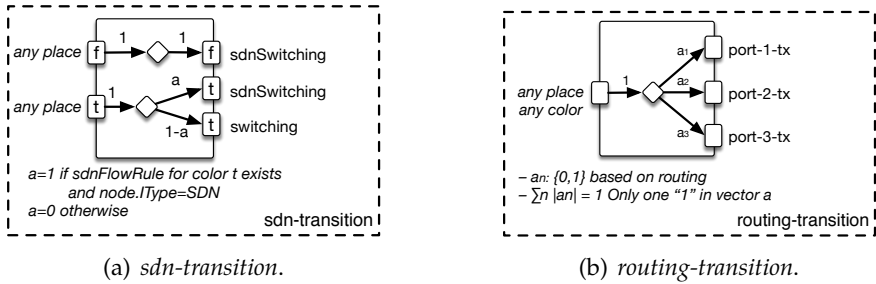 any place f 1 1 f sdnSwitching
a t sdnSwitching
any place t 1
1-a t switching
a=1 if sdnFlowRule for color t exists
and node.IType=SDN
a=0 otherwise
sdn-transition
(a) sdn-transition.
a1 port-1-tx
any place 1 a2 port-2-tx
any color
a3 port-3-tx
– an: {0,1} based on routing
– ∑n |an| = 1 Only one “1” in vector a
routing-transition
(b) routing-transition.